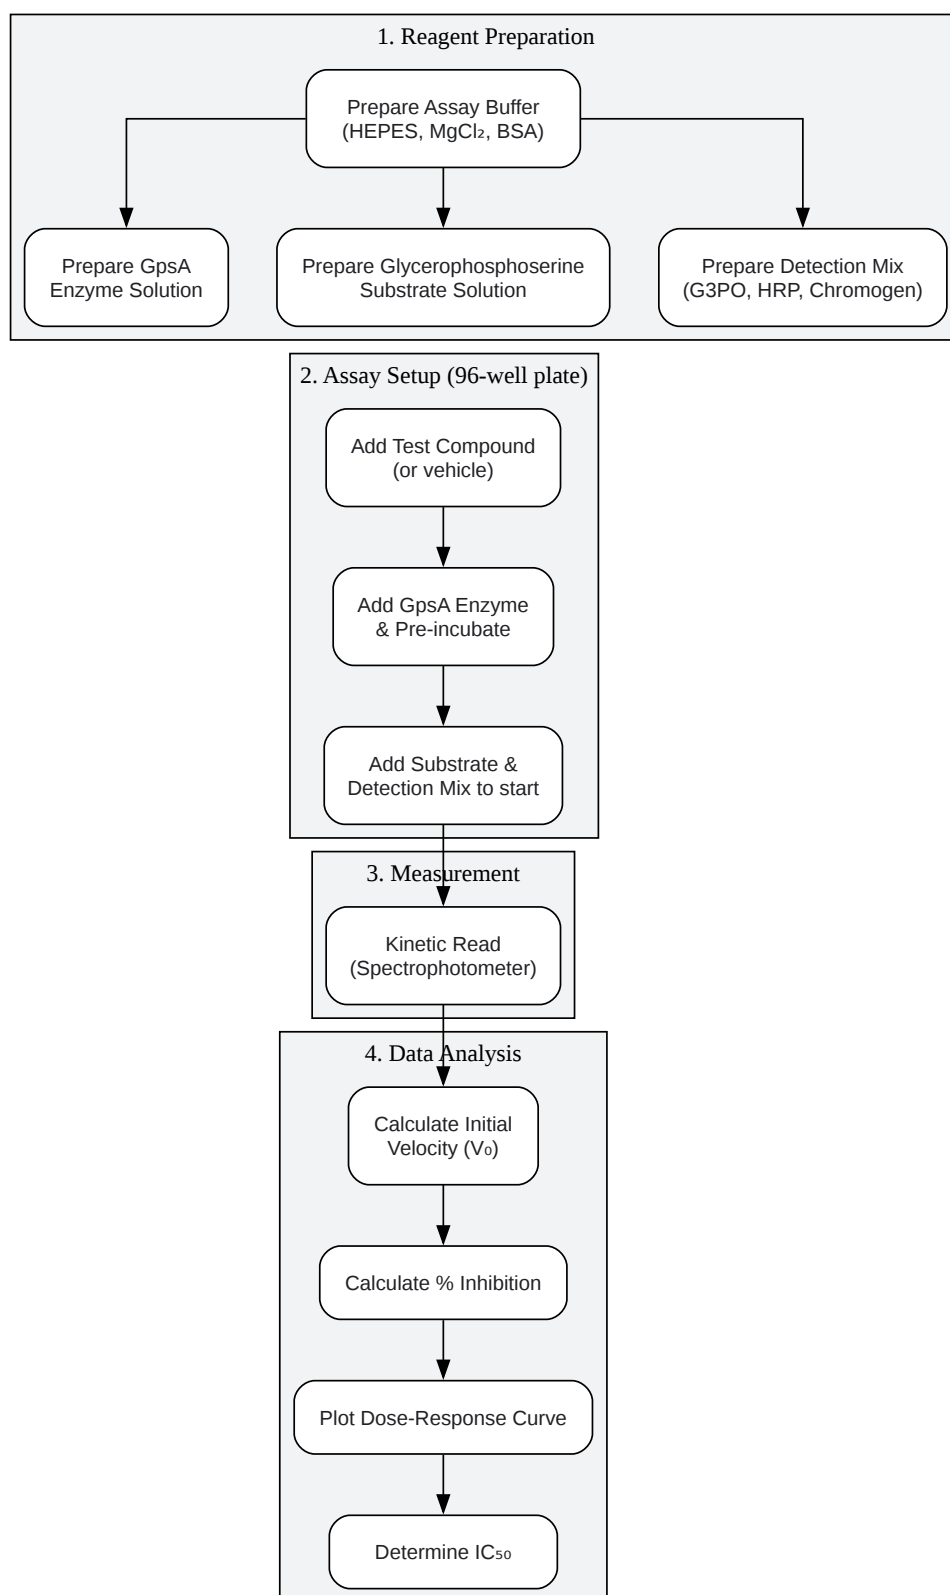 1. Reagent Preparation
Prepare Assay Buffer
(HEPES, MgCl₂, BSA)
Prepare GpsA
Enzyme Solution
Prepare Glycerophosphoserine
Substrate Solution
Prepare Detection Mix
(G3PO, HRP, Chromogen)
2. Assay Setup (96-well plate)
Add Test Compound
(or vehicle)
Add GpsA Enzyme
& Pre-incubate
Add Substrate &
Detection Mix to start
3. Measurement
Kinetic Read
(Spectrophotometer)
4. Data Analysis
Calculate Initial
Velocity (V₀)
Calculate % Inhibition
Plot Dose-Response Curve
Determine IC₅₀